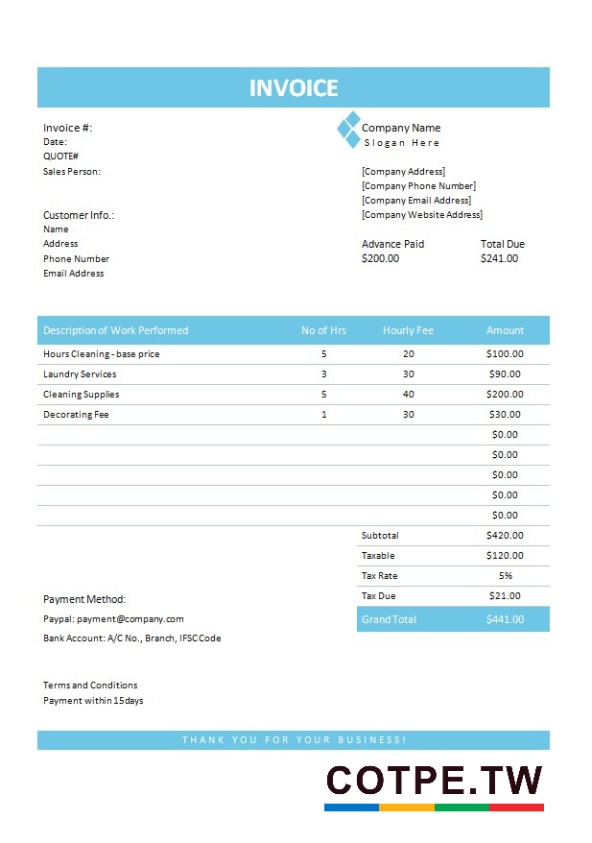 INVOICE
Invoice #:
Date:
QUOTE#
Sales Person:
Company Name
Slogan Here
[Company Address]
[Company Phone Number]
[Company Email Address]
[Company Website Address]
Customer Info.:
Name
Address
Phone Number
Email Address
Advance Paid Total Due
$200.00 $241.00
Description of Work Performed No of Hrs Hourly Fee Amount
Hours Cleaning - base price 5 20 $100.00
Laundry Services 3 30 $90.00
Cleaning Supplies 5 40 $200.00
Decorating Fee 1 30 $30.00
$0.00
$0.00
$0.00
$0.00
$0.00
Subtotal $420.00
Taxable $120.00
Tax Rate 5%
Tax Due $21.00
Grand Total $441.00
Payment Method:
Paypal: payment@company.com
Bank Account: A/C No., Branch, IFSC Code
Terms and Conditions
Payment within 15days
THANK YOU FOR YOUR BUSINESS!
COTPE.TW